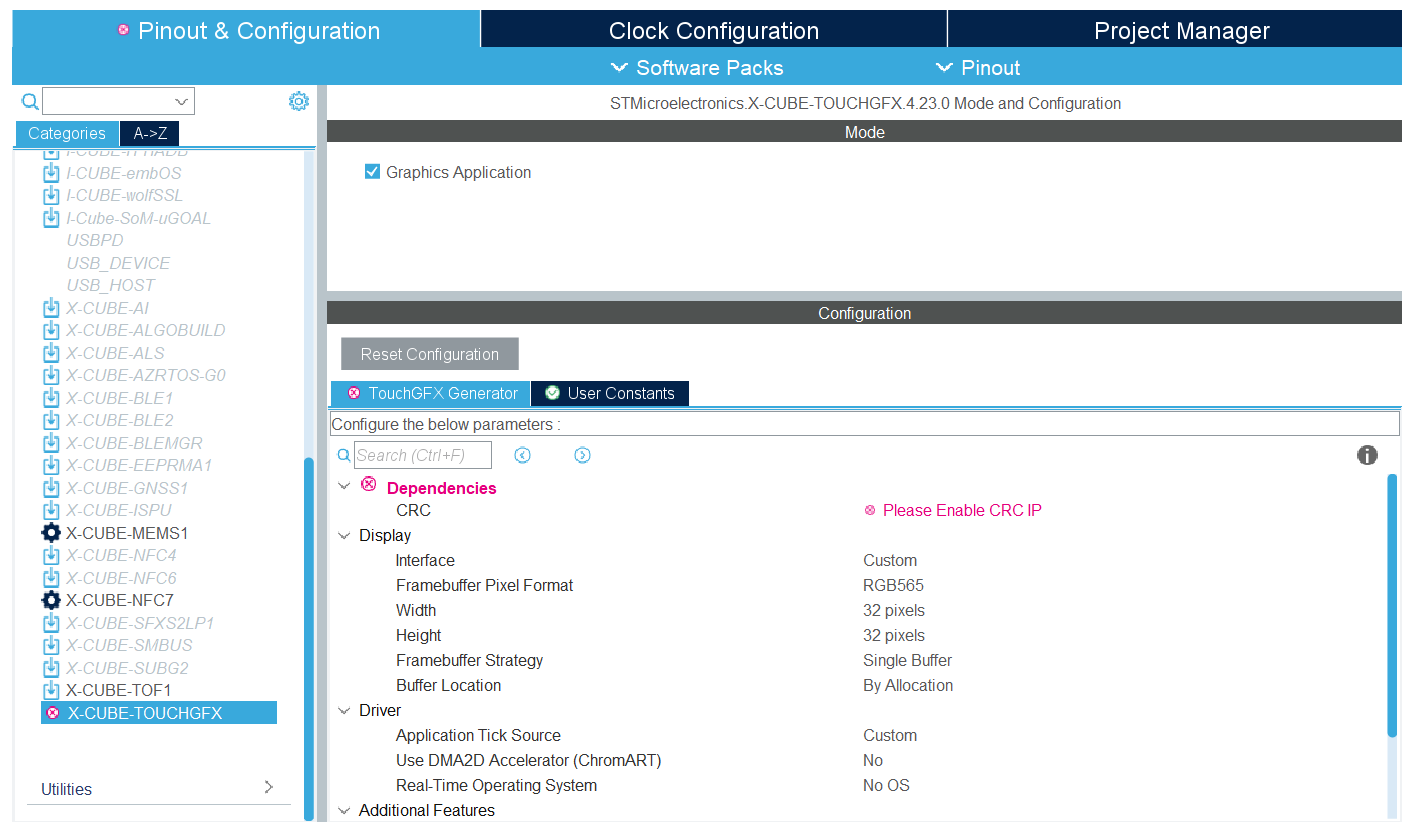 Pinout & Configuration
Clock Configuration
Project Manager
Software Packs
Pinout
STMicroelectronics.X-CUBE-TOUCHGFX.4.23.0 Mode and Configuration
Categories
A->Z
I-CUBE-embOS
I-CUBE-wolfSSL
I-Cube-SoM-uGOAL
USBPD
USB_DEVICE
USB_HOST
X-CUBE-AI
X-CUBE-ALGOBUILD
X-CUBE-ALS
X-CUBE-AZRTOS-G0
X-CUBE-BLE1
X-CUBE-BLE2
X-CUBE-BLEMGR
X-CUBE-EEPRMA1
X-CUBE-GNSS1
X-CUBE-ISPU
X-CUBE-MEMS1
X-CUBE-NFC4
X-CUBE-NFC6
X-CUBE-NFC7
X-CUBE-SFXS2LP1
X-CUBE-SMBUS
X-CUBE-SUBG2
X-CUBE-TOF1
X-CUBE-TOUCHGFX
Utilities
Mode
Graphics Application
Configuration
Reset Configuration
TouchGFX Generator
User Constants
Configure the below parameters :
Search (Ctrl+F)
Dependencies
CRC Please Enable CRC IP
Display
Interface Custom
Framebuffer Pixel Format RGB565
Width 32 pixels
Height 32 pixels
Framebuffer Strategy Single Buffer
Buffer Location By Allocation
Driver
Application Tick Source Custom
Use DMA2D Accelerator (ChromART) No
Real-Time Operating System No OS
Additional Features